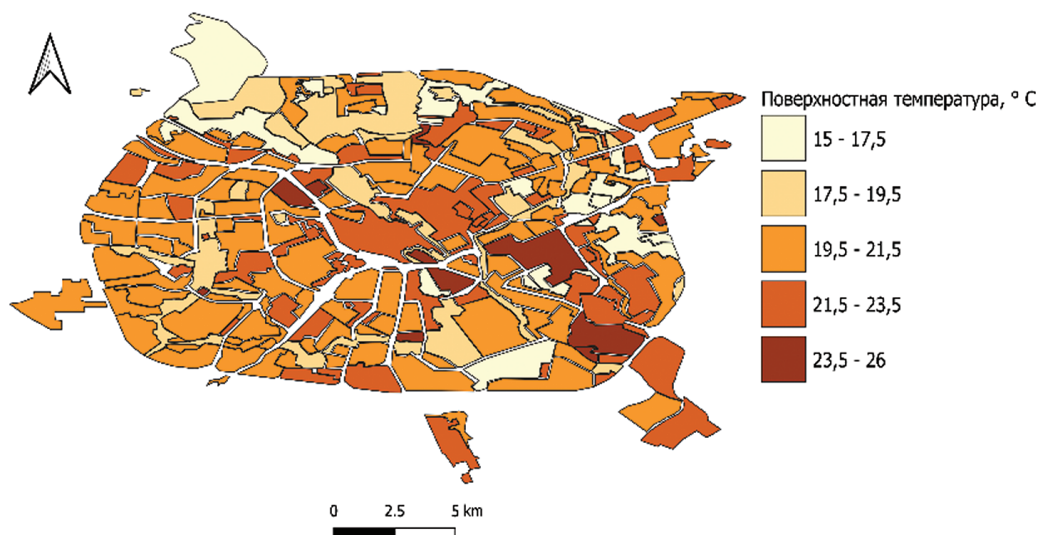 Поверхностная температура, ° C
15 - 17,5
17,5 - 19,5
19,5 - 21,5
21,5 - 23,5
23,5 - 26
0 2.5 5 km